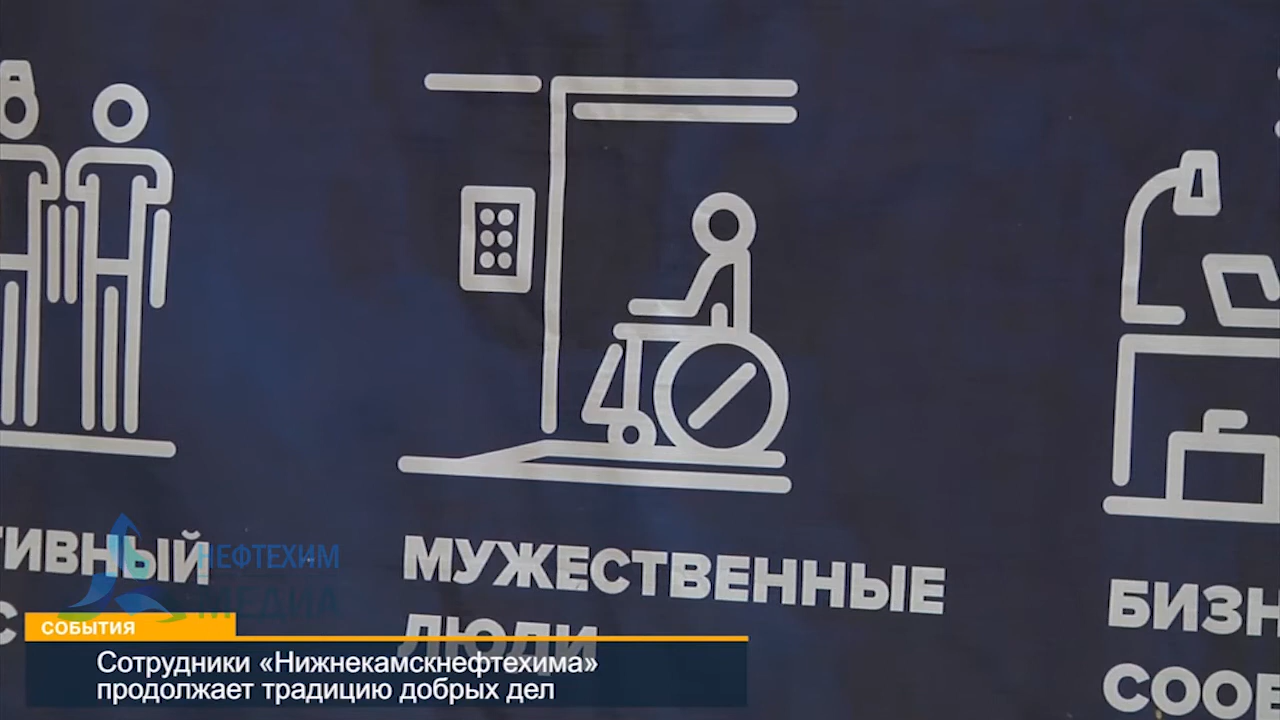 ТИВНЫЙ
С
МУЖЕСТВЕННЫЕ
ЛЮДИ
БИЗН
СООБ
НЕФТЕХИМ
МЕДИА
СОБЫТИЯ
Сотрудники «Нижнекамскнефтехима»
продолжает традицию добрых дел